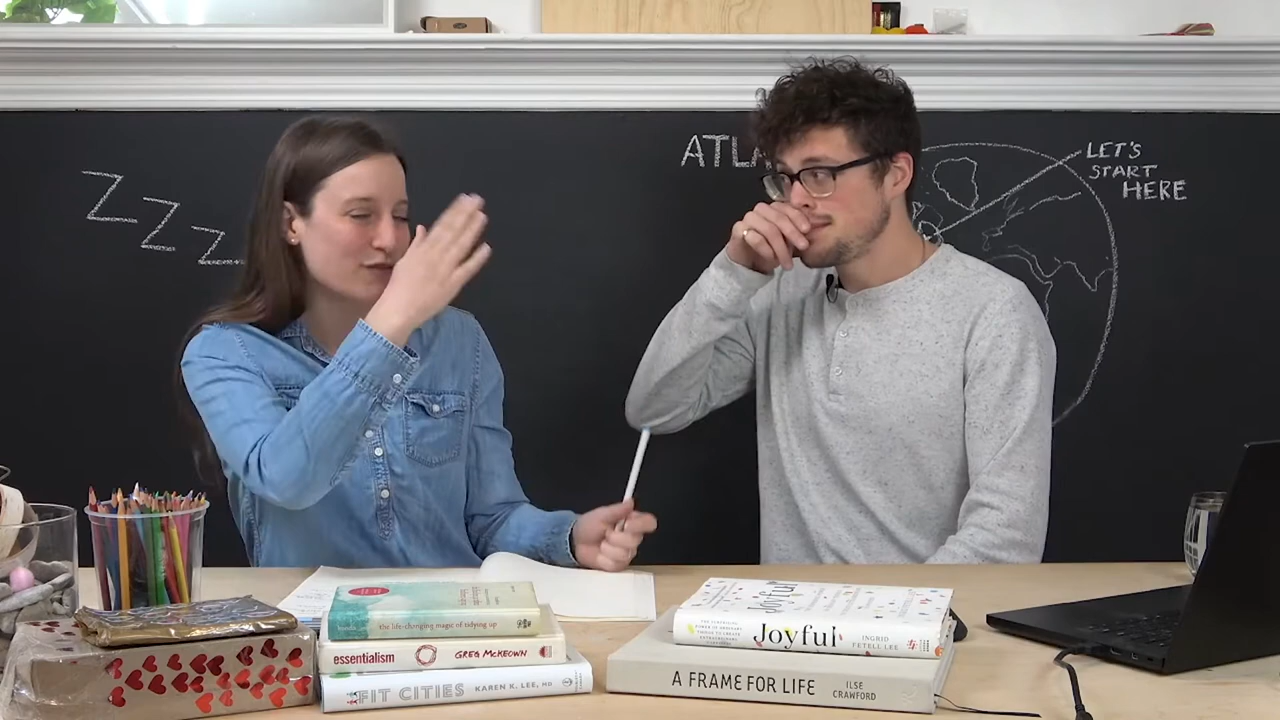 ZZZ
ATLA
LET'S
START
HERE
the life-changing magic of tidying up
essentialism
GREG MCKEOWN
FIT CITIES
KAREN K. LEE, MD
Joyful
Joyful
INGRID
FETELL LEE
A FRAME FOR LIFE
ILSE
CRAWFORD